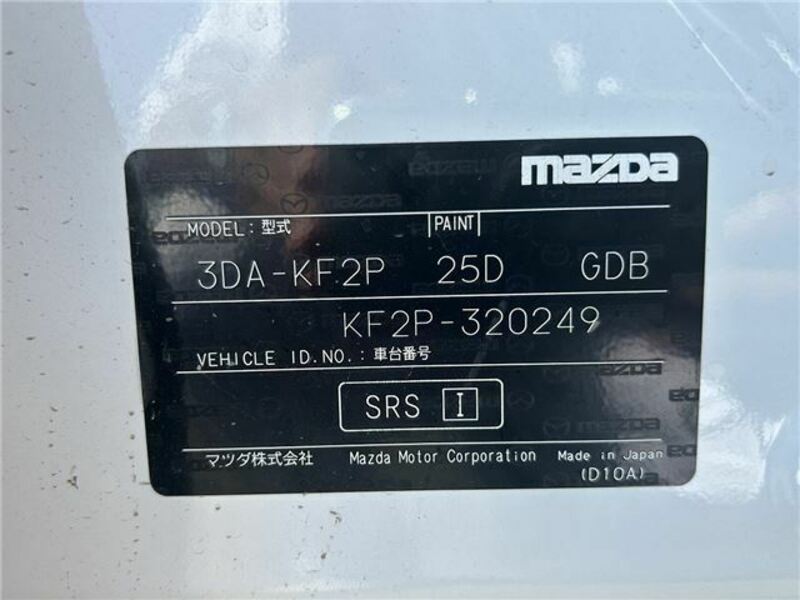 mazda
MODEL: 型式 PAINT
3DA-KF2P 25D GDB
KF2P-320249
VEHICLE ID.NO.: 車台番号
SRS I
マツダ株式会社 Mazda Motor Corporation Made in Japan
(D10A)